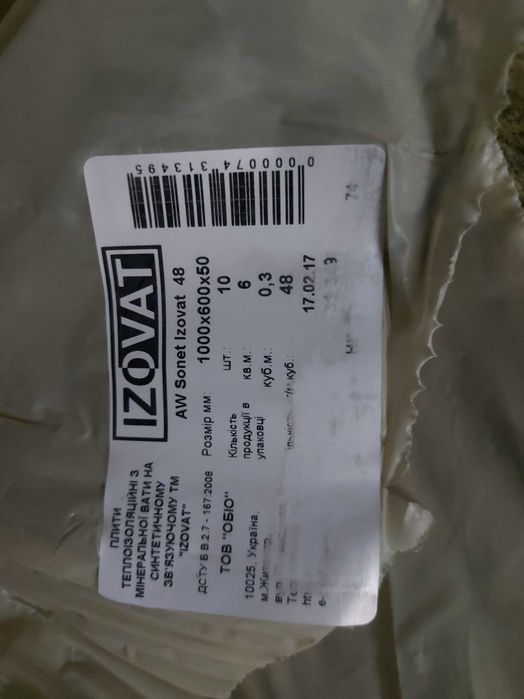 ПЛИТИ
ТЕПЛОІЗОЛЯЦІЙНІ З
МІНЕРАЛЬНОЇ ВАТИ НА
СИНТЕТИЧНОМУ
ЗВ'ЯЗУЮЧОМУ ТМ
"IZOVAT"
ДСТУ Б В.2.7 - 167:2008
ТОВ "ОБІО"
10025, Україна,
IZOVAT
AW Sonet Izovat 48
Розмір мм 1000x600x50
Кількість продукції в упаковці
шт.: 10
кв.м.: 6
куб.м.: 0,3
куб.: 48
17.02.17
0 000074 313495
74